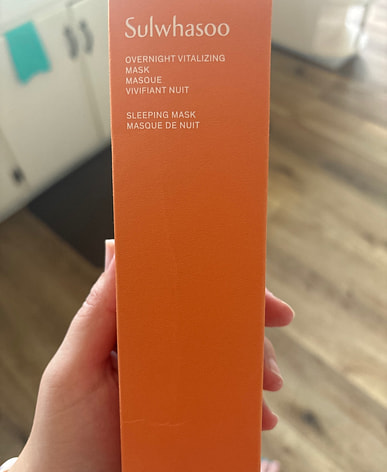 Sulwhasoo
OVERNIGHT VITALIZING
MASK
MASQUE
VIVIFIANT NUIT
SLEEPING MASK
MASQUE DE NUIT